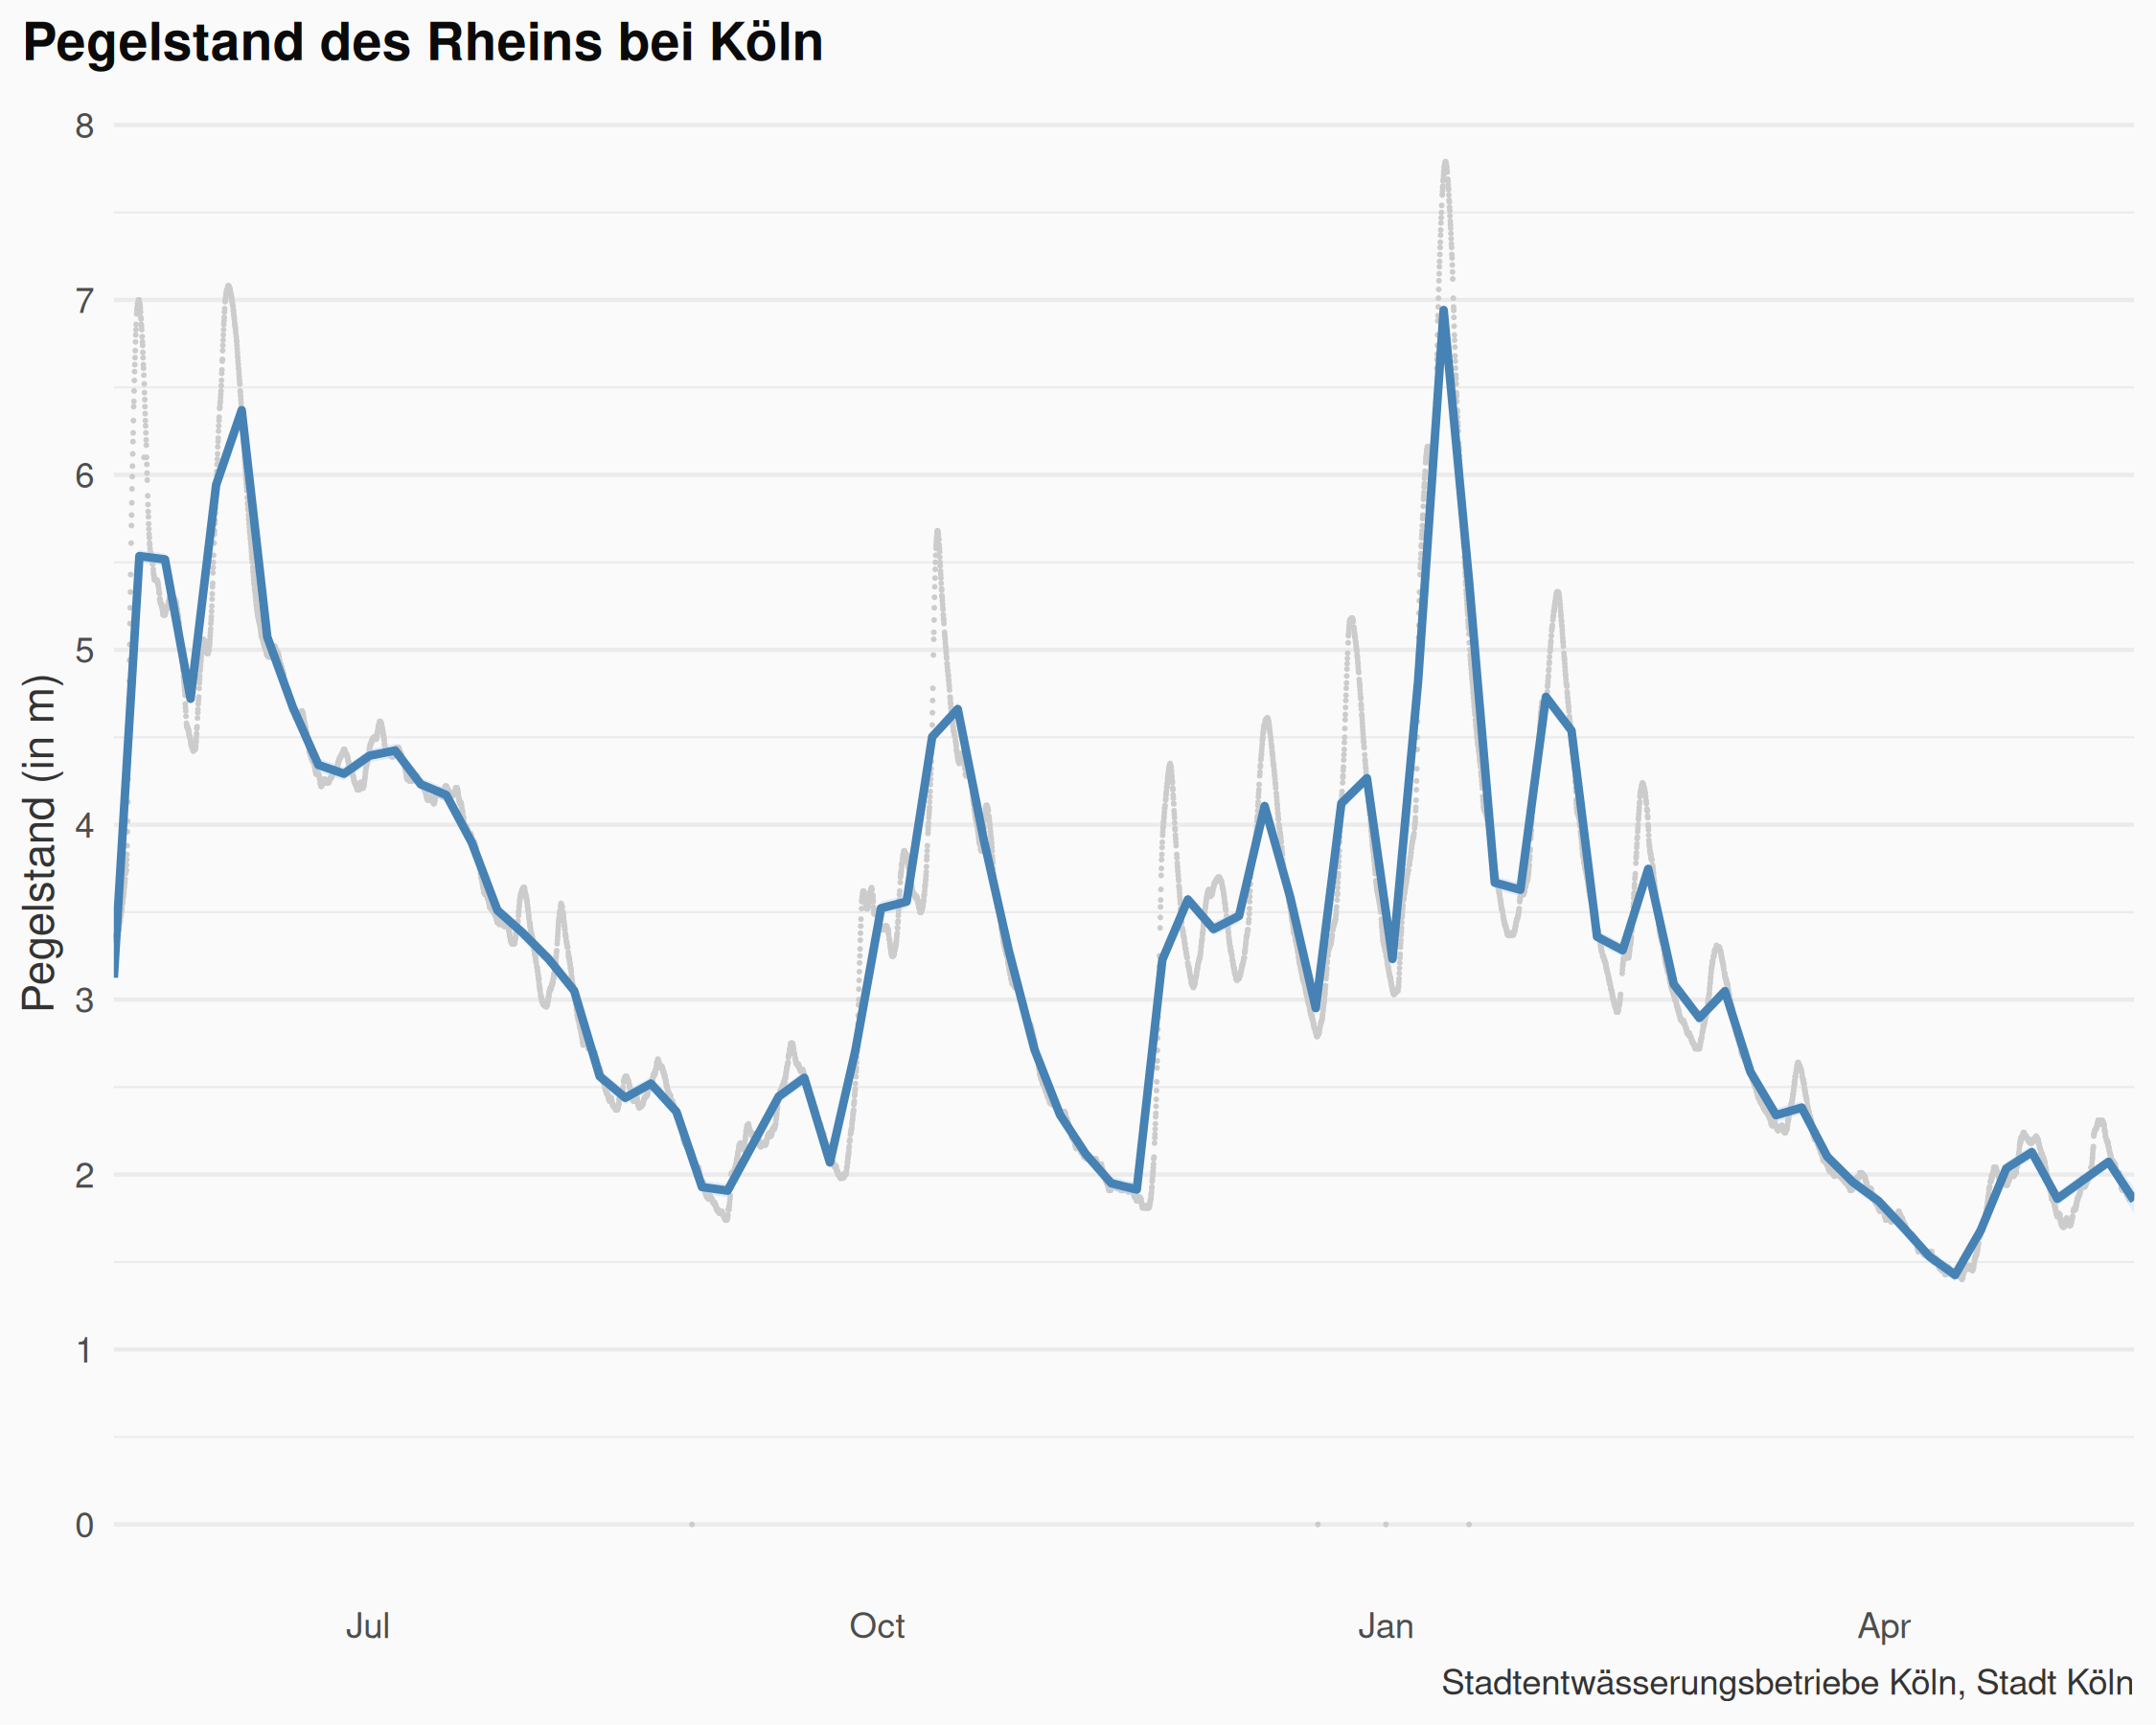 Pegelstand des Rheins bei Köln
Pegelstand (in m)
8
7
6
5
4
3
2
1
0
Jul Oct Jan Apr
Stadtentwässerungsbetriebe Köln, Stadt Köln